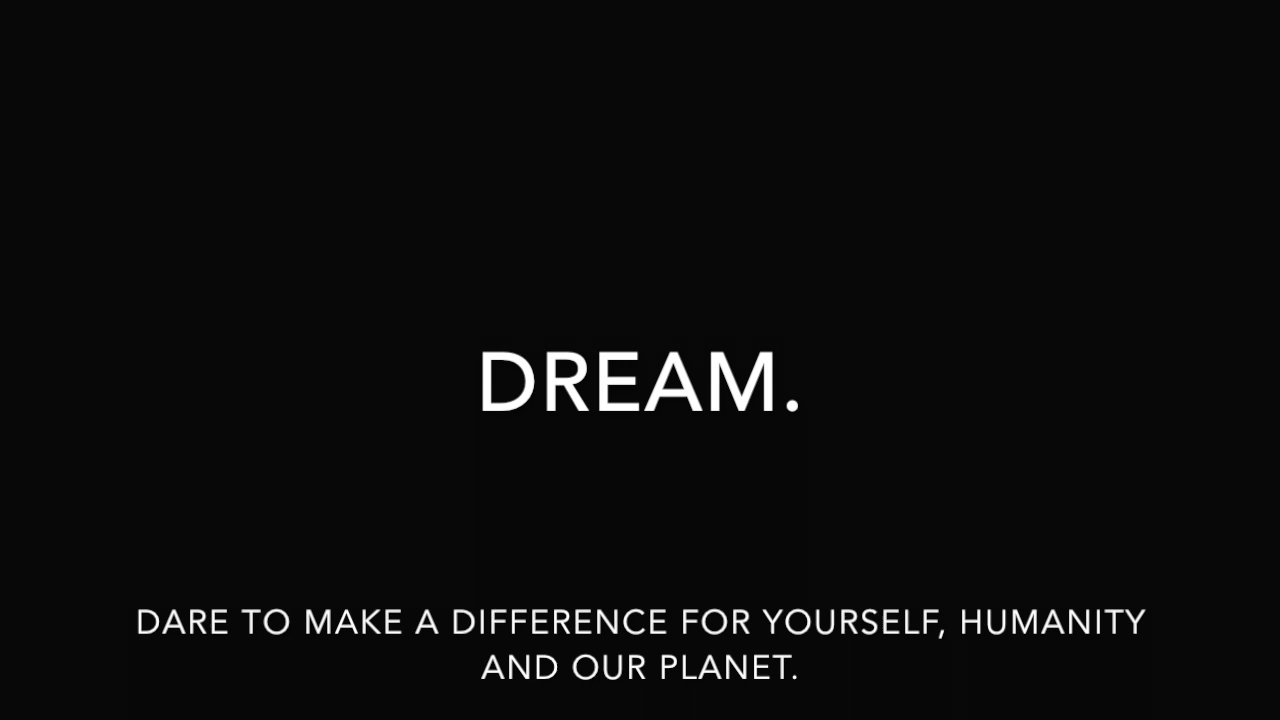 DREAM.
DARE TO MAKE A DIFFERENCE FOR YOURSELF, HUMANITY
AND OUR PLANET.